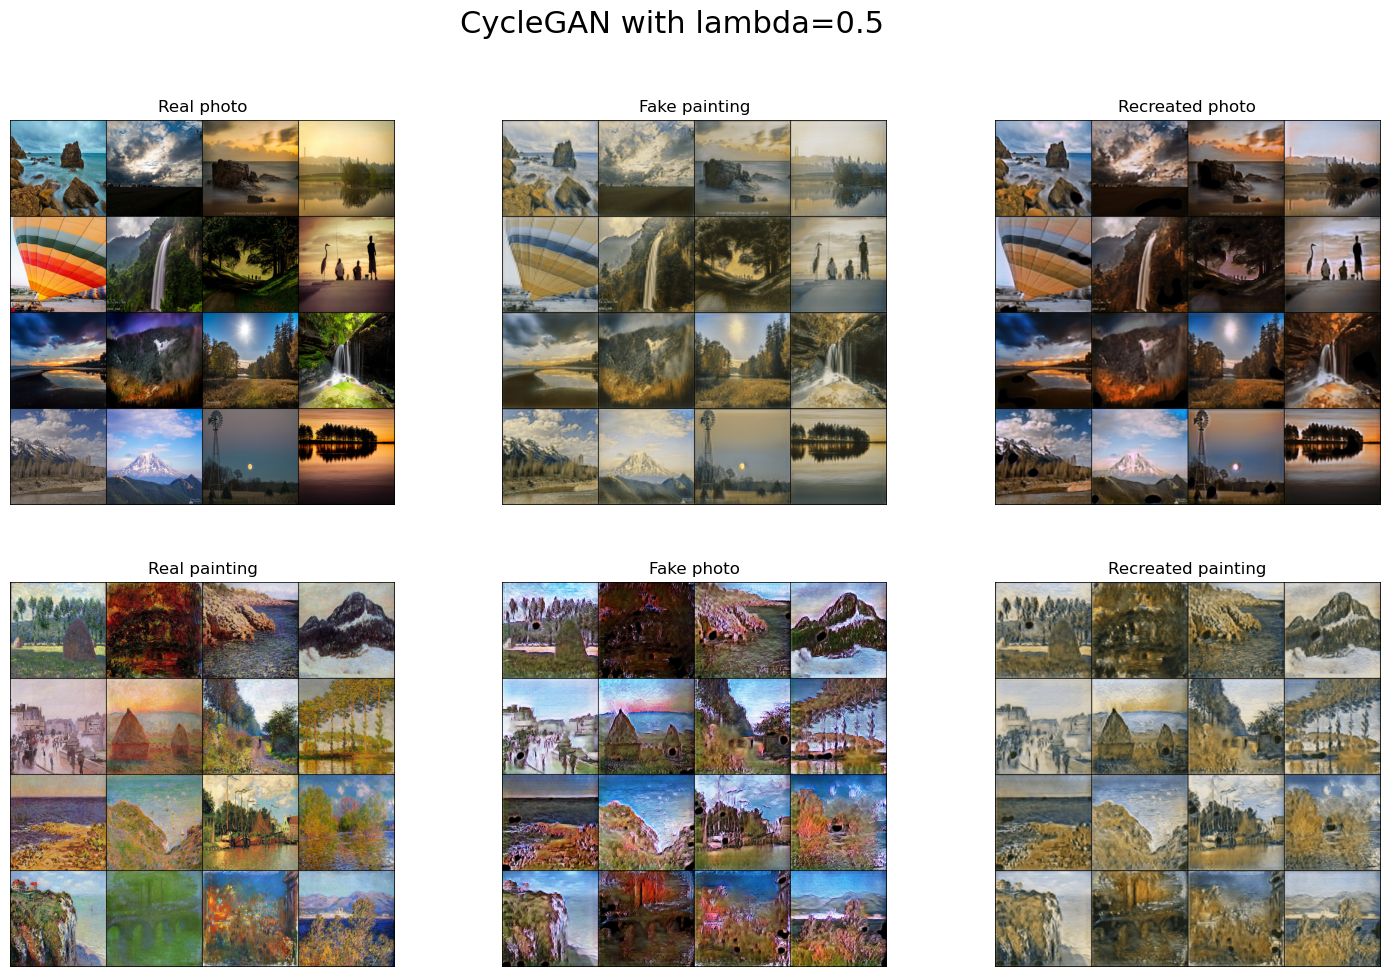 CycleGAN with lambda=0.5
Real photo
Fake painting
Recreated photo
Real painting
Fake photo
Recreated painting